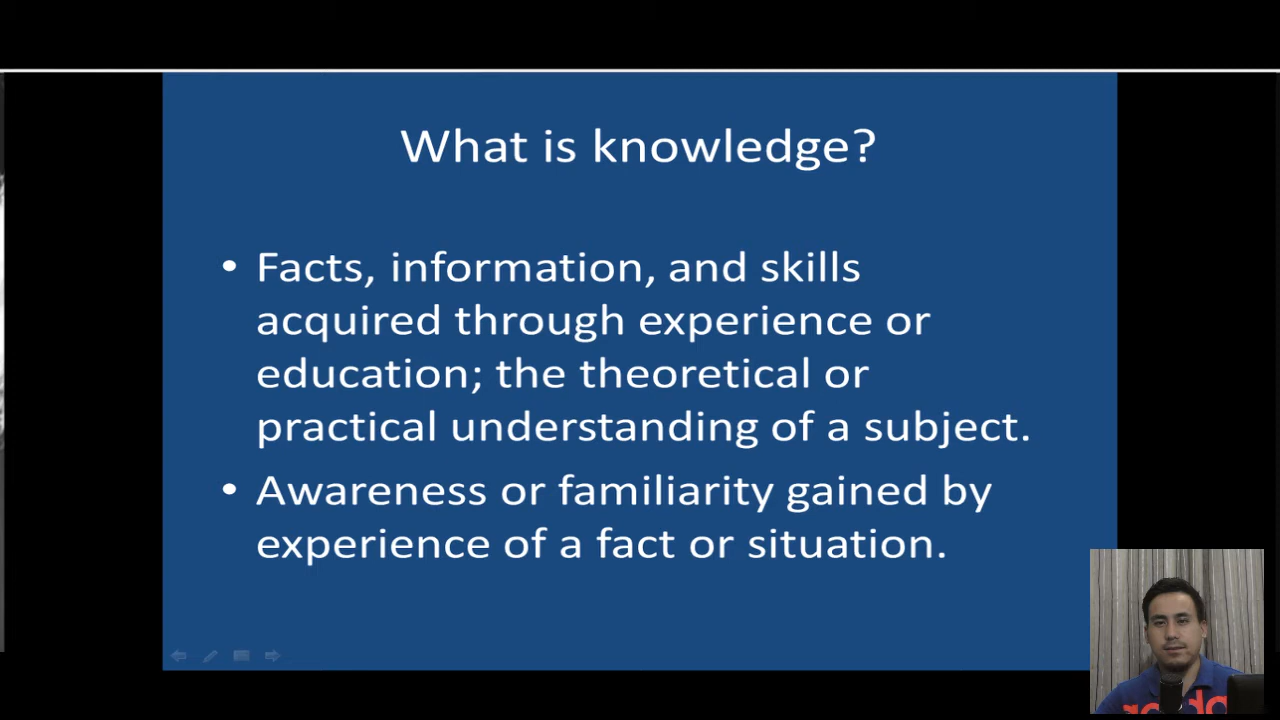 What is knowledge?
• Facts, information, and skills
acquired through experience or
education; the theoretical or
practical understanding of a subject.
• Awareness or familiarity gained by
experience of a fact or situation.